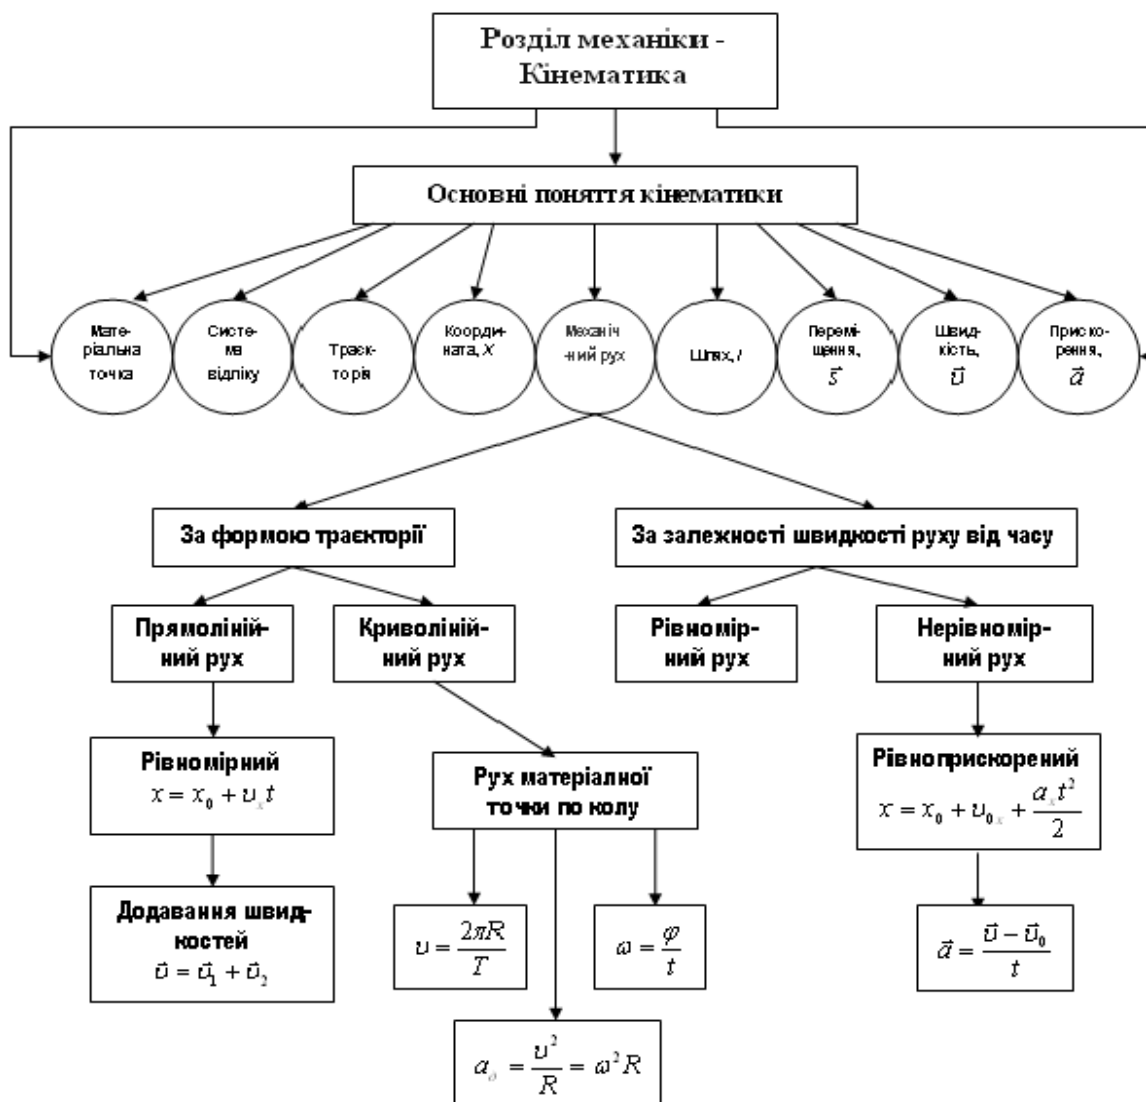 Розділ механіки -
Кінематика
Основні поняття кінематики
Мате-
ріальна
точка
Систе-
ма
відліку
Траєк-
торія
Коорди-
ната, x
Механіч
-ний рух
Шлях, l
Перемі-
щення,
s⃗
Швид-
кість,
υ⃗
Приско-
рення,
a⃗
За формою траєкторії
За залежності швидкості руху від часу
Прямоліній-
ний рух
Криволіній-
ний рух
Рівномір-
ний рух
Нерівномір-
ний рух
Рівномірний
x = x₀ + υₓt
Рух матеріалної
точки по колу
Рівноприскорений
x = x₀ + υ₀ₓ + aₓt²/2
Додавання швид-
костей
υ⃗ = υ⃗₁ + υ⃗₂
υ = 2πR/T
ω = φ/t
a⃗ = (υ⃗ − υ⃗₀)/t
a∂ = υ²/R = ω²R